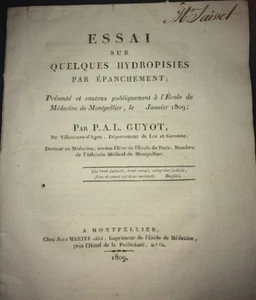 ESSAI
SUR
QUELQUES HYDROPISIES
PAR ÉPANCHEMENT;
Présenté et soutenu publiquement à l'École de
Médecine de Montpellier, le Janvier 1809;
PAR P. A. L. GUYOT,
De Villeneuve-d'Agen, Département de Lot et Garonne,
Docteur en Médecine, ancien Élève de l'École de Paris, Membre
de l'Athénée Médical de Montpellier.
A MONTPELLIER,
Chez JEAN MARTEL aîné, Imprimeur de l'École de Médecine,
près l'Hôtel de la Préfecture, n.° 62.
1809.